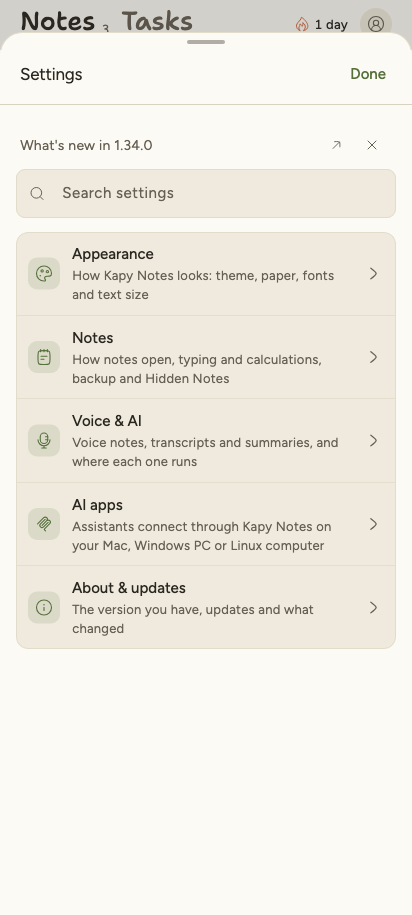 Notes 3 Tasks
1 day
Settings
Done
What's new in 1.34.0
Search settings
Appearance
How Kapy Notes looks: theme, paper, fonts
and text size
Notes
How notes open, typing and calculations,
backup and Hidden Notes
Voice & AI
Voice notes, transcripts and summaries, and
where each one runs
AI apps
Assistants connect through Kapy Notes on
your Mac, Windows PC or Linux computer
About & updates
The version you have, updates and what
changed